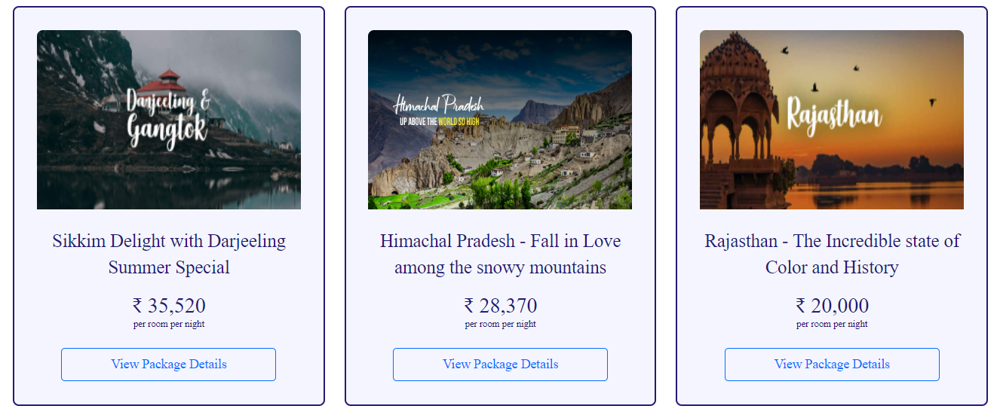 Darjeeling &
Gangtok
Sikkim Delight with Darjeeling
Summer Special
₹ 35,520
per room per night
View Package Details
Himachal Pradesh
UP ABOVE THE WORLD SO HIGH
Himachal Pradesh - Fall in Love
among the snowy mountains
₹ 28,370
per room per night
View Package Details
Rajasthan
Rajasthan - The Incredible state of
Color and History
₹ 20,000
per room per night
View Package Details